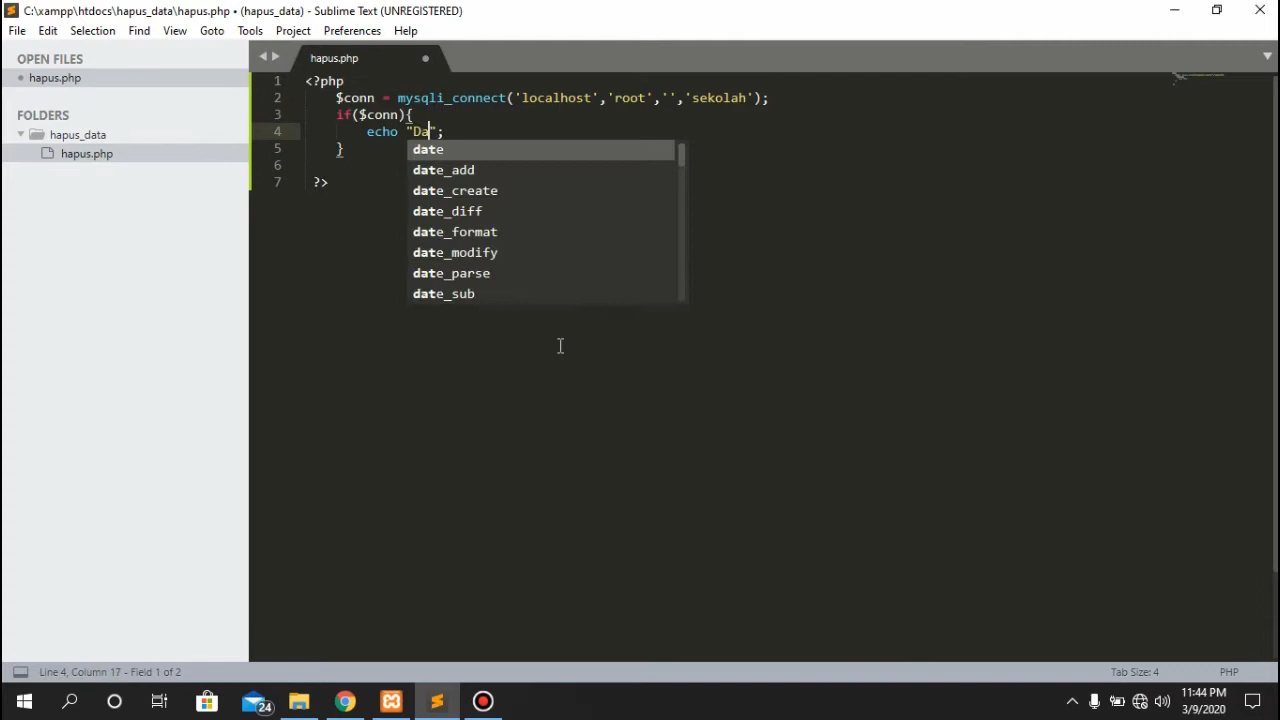 C:\xampp\htdocs\hapus_data\hapus.php • (hapus_data) - Sublime Text (UNREGISTERED)
File Edit Selection Find View Goto Tools Project Preferences Help
OPEN FILES
hapus.php
FOLDERS
hapus_data
hapus.php
hapus.php
1 <?php
2 $conn = mysqli_connect('localhost','root','','sekolah');
3 if($conn){
4 echo "Da";
5 }
6
7 ?>
date
date_add
date_create
date_diff
date_format
date_modify
date_parse
date_sub
Line 4, Column 17 - Field 1 of 2
Tab Size: 4
PHP
24
11:44 PM
3/9/2020